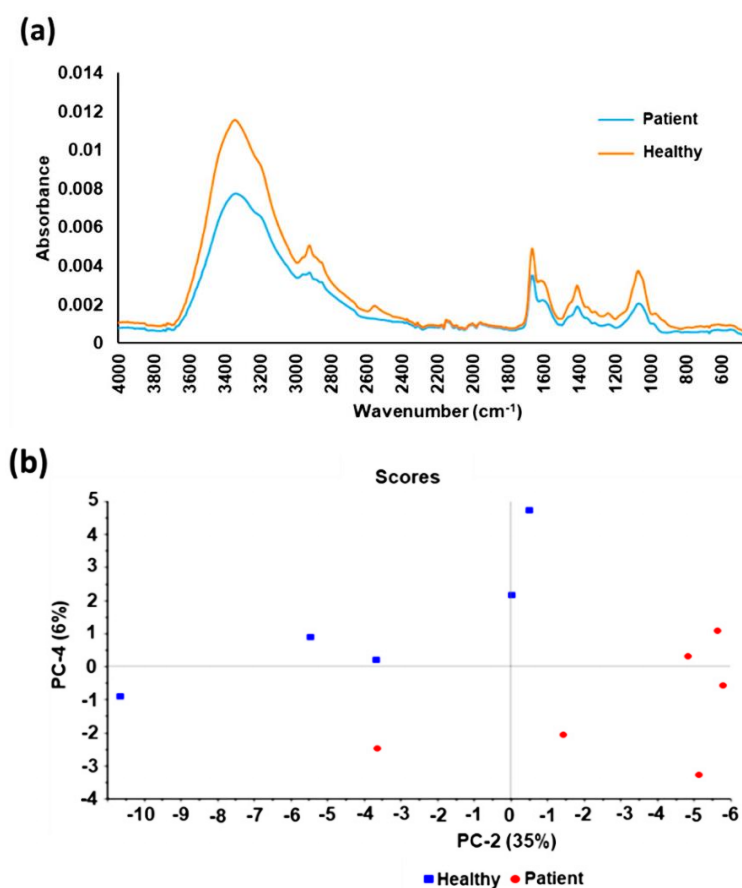 (a)
0.014
0.012
0.01
0.008
0.006
0.004
0.002
0
Absorbance
Patient
Healthy
4000 3800 3600 3400 3200 3000 2800 2600 2400 2200 2000 1800 1600 1400 1200 1000 800 600
Wavenumber (cm⁻¹)
(b)
Scores
5
4
3
2
1
0
-1
-2
-3
-4
PC-4 (6%)
-10 -9 -8 -7 -6 -5 -4 -3 -2 -1 0 -1 -2 -3 -4 -5 -6
PC-2 (35%)
Healthy Patient